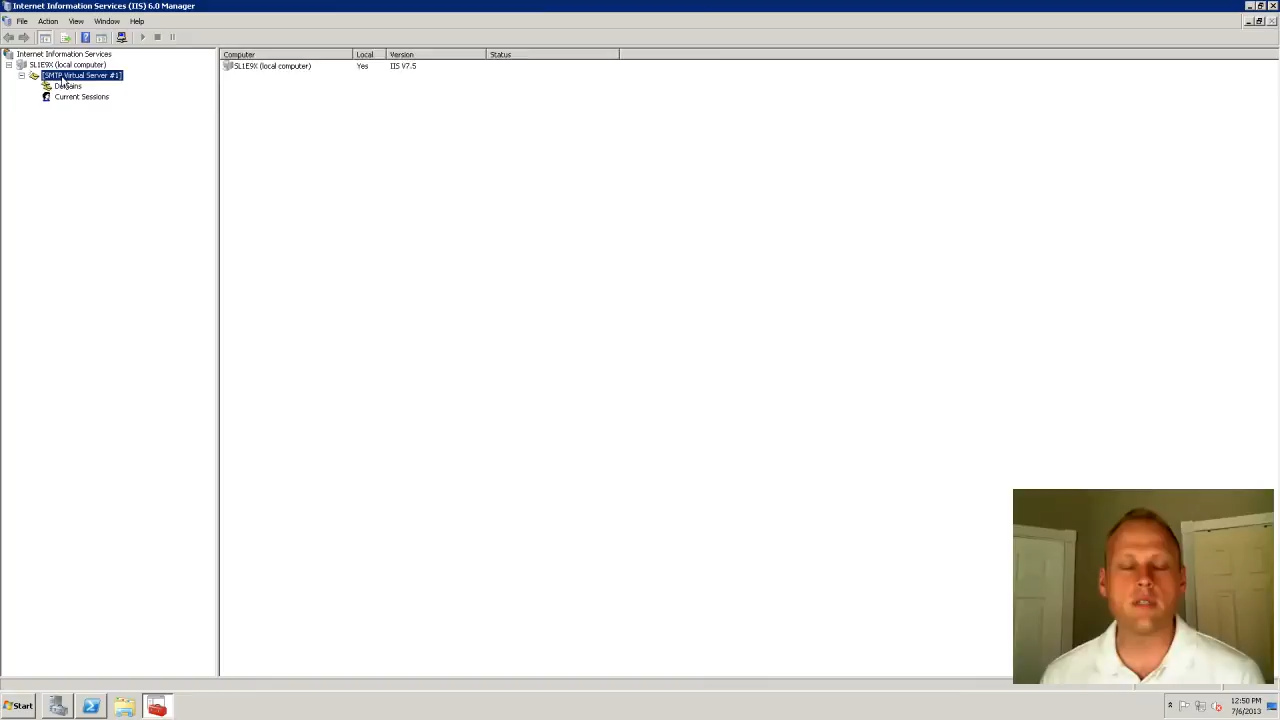 Internet Information Services (IIS) 6.0 Manager
File Action View Window Help
Internet Information Services
SL1E9X (local computer)
[SMTP Virtual Server #1]
Domains
Current Sessions
Computer Local Version Status
SL1E9X (local computer) Yes IIS V7.5
Start
12:50 PM
7/6/2013